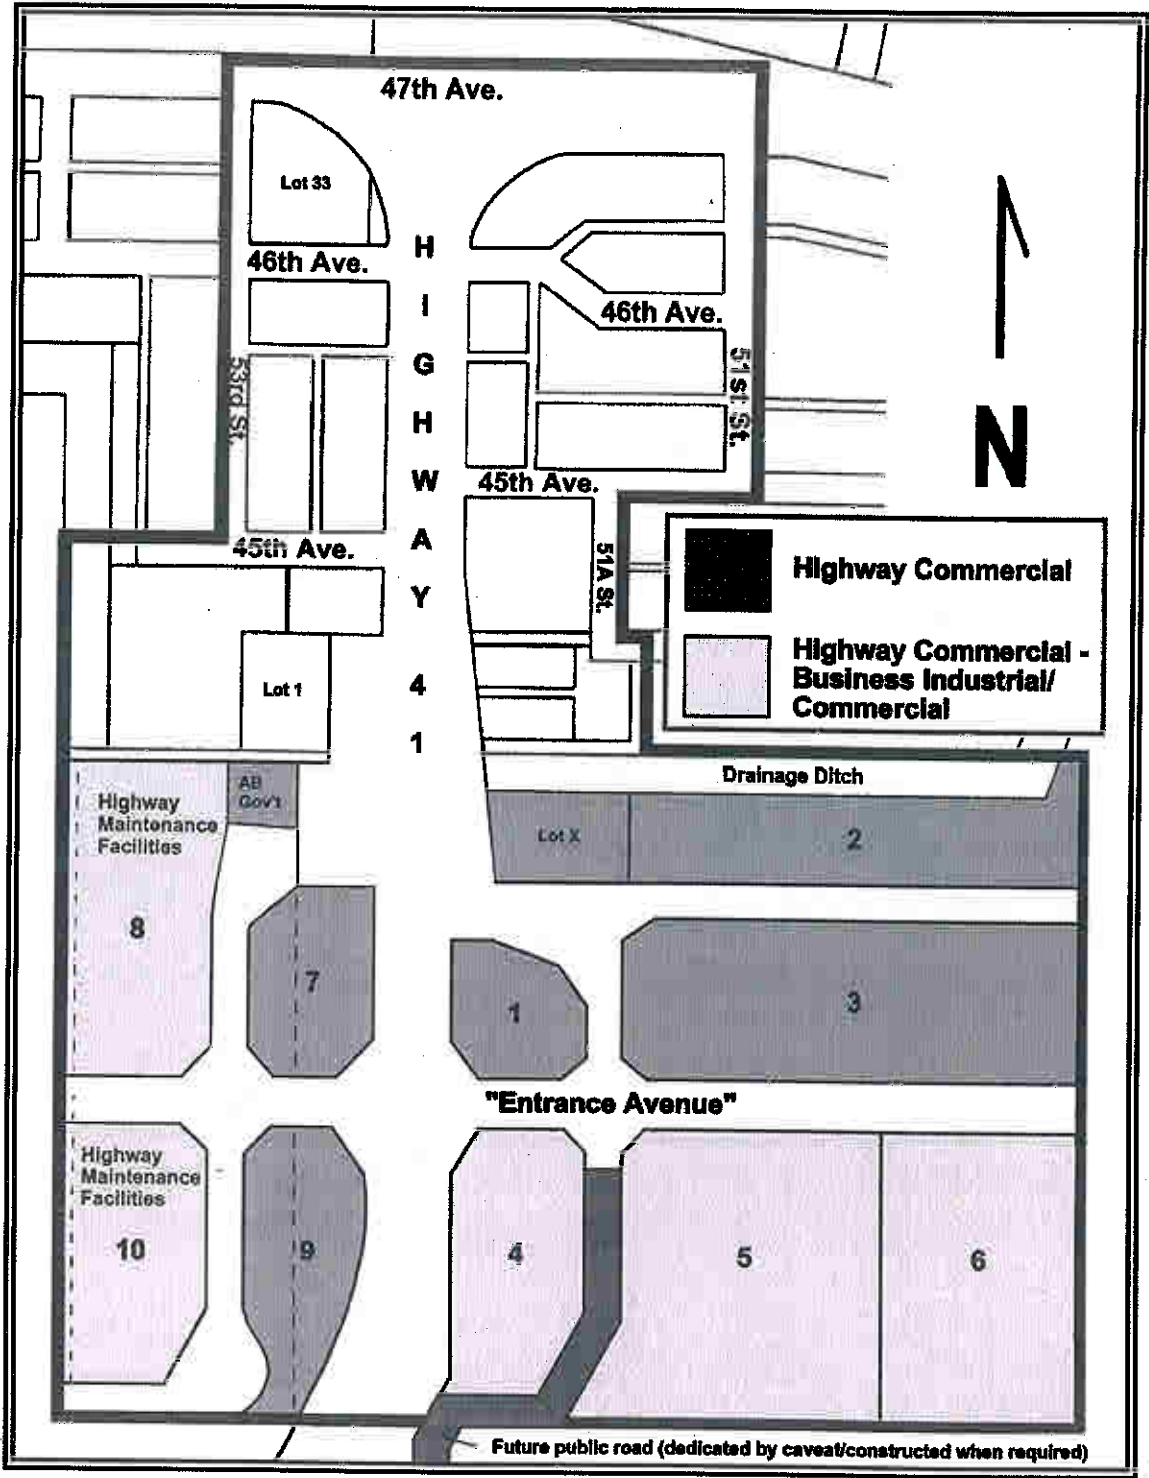 47th Ave.
Lot 33
46th Ave.
46th Ave.
53rd St.
51st St.
HIGHWAY 41
45th Ave.
45th Ave.
51A St.
N
Highway Commercial
Highway Commercial -
Business Industrial/
Commercial
Lot 1
Drainage Ditch
AB
Gov't
Highway
Maintenance
Facilities
Lot X
2
8
7
1
3
"Entrance Avenue"
Highway
Maintenance
Facilities
10
9
4
5
6
Future public road (dedicated by caveat/constructed when required)